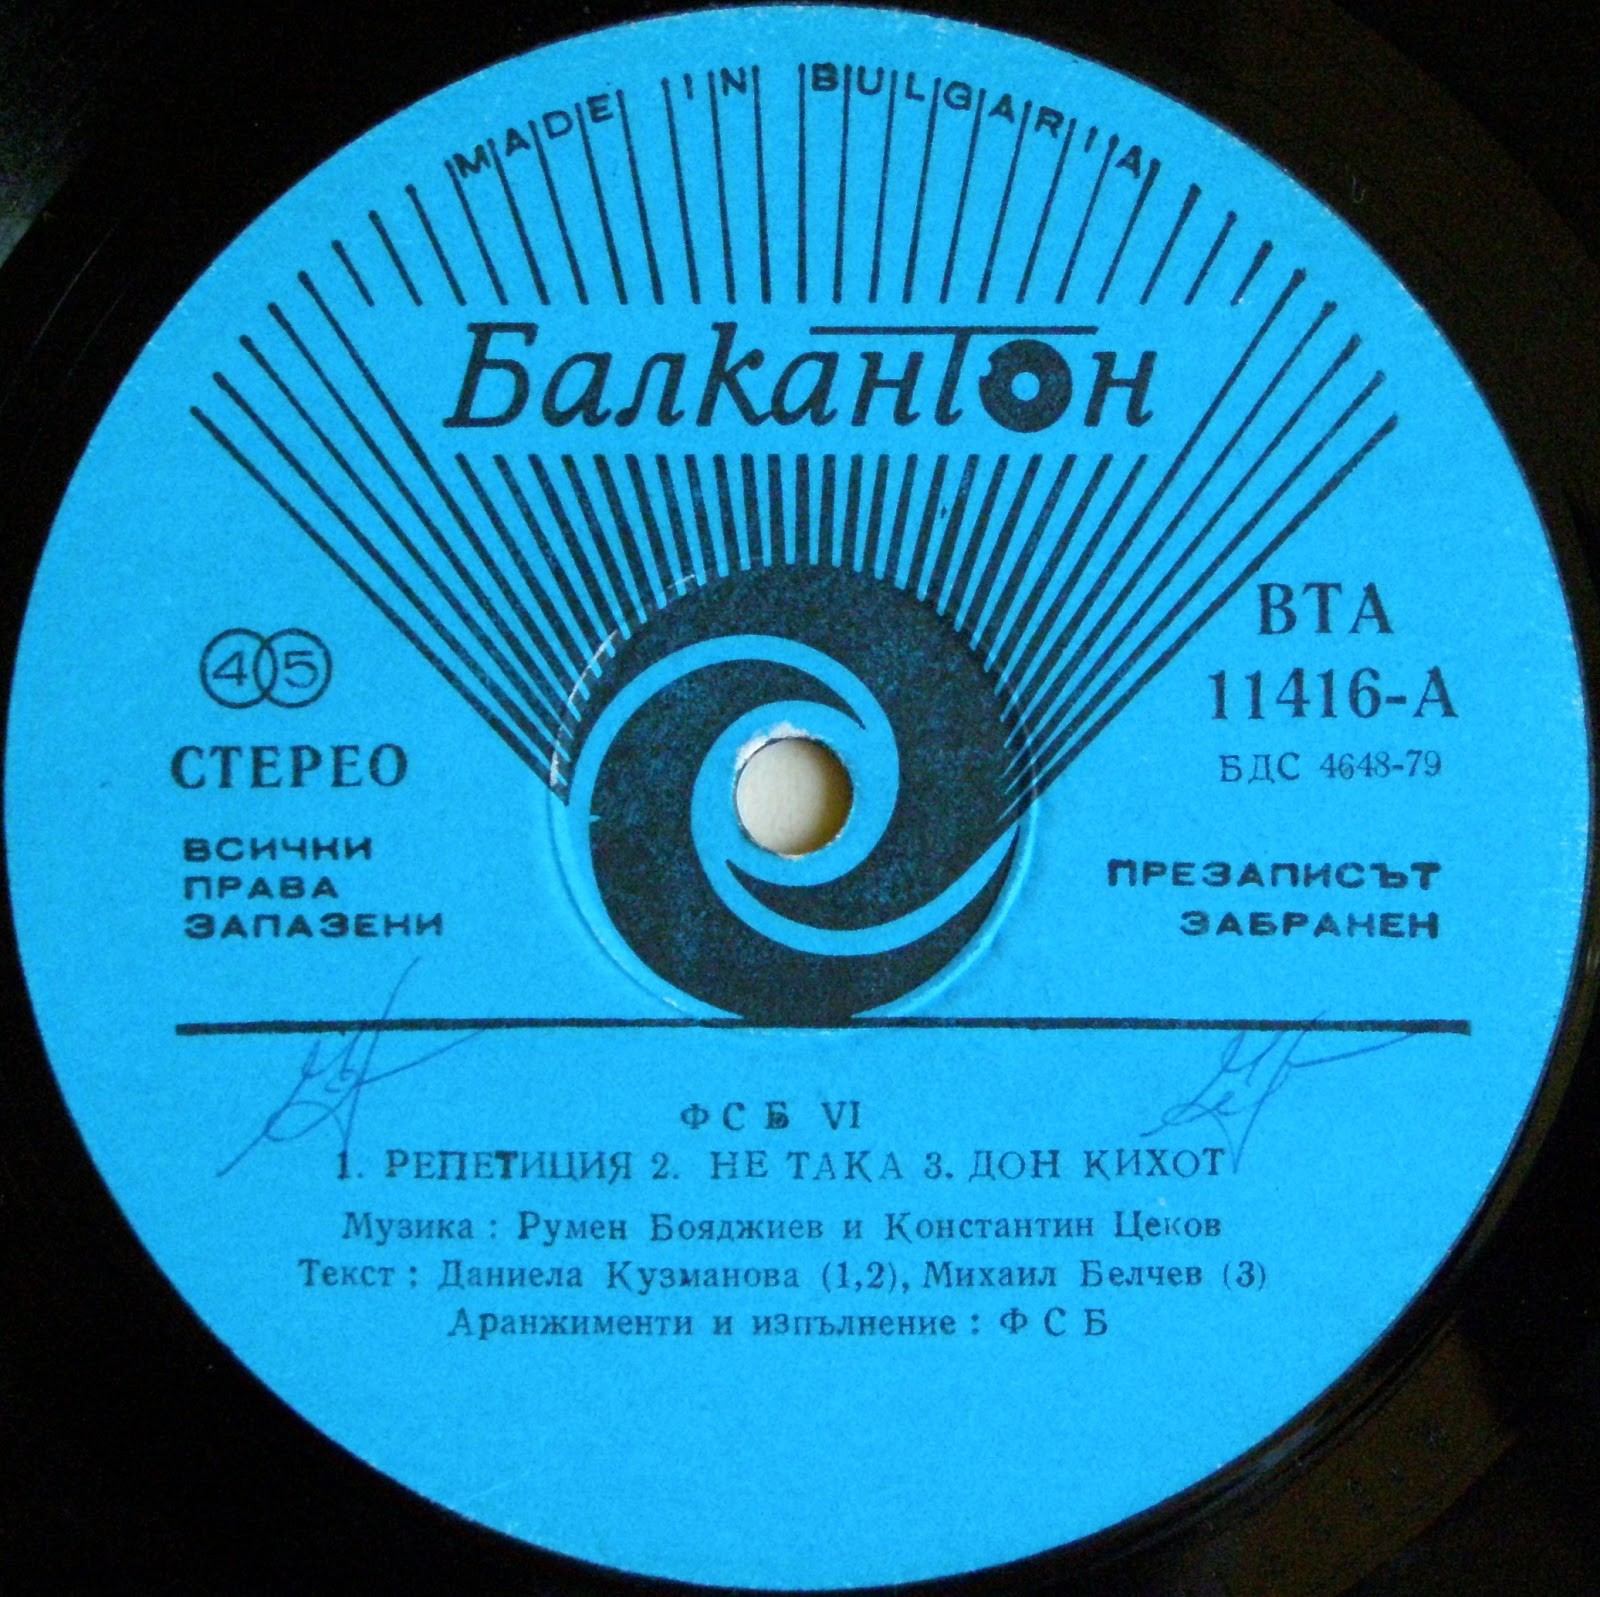 MADE IN BULGARIA
Балкантон
45
СТЕРЕО
ВСИЧКИ
ПРАВА
ЗАПАЗЕНИ
ВТА
11416-А
БДС 4648-79
ПРЕЗАПИСЪТ
ЗАБРАНЕН
ФСБ VI
1. РЕПЕТИЦИЯ 2. НЕ ТАКА 3. ДОН КИХОТ
Музика : Румен Бояджиев и Константин Цеков
Текст : Даниела Кузманова (1,2), Михаил Белчев (3)
Аранжименти и изпълнение : ФСБ